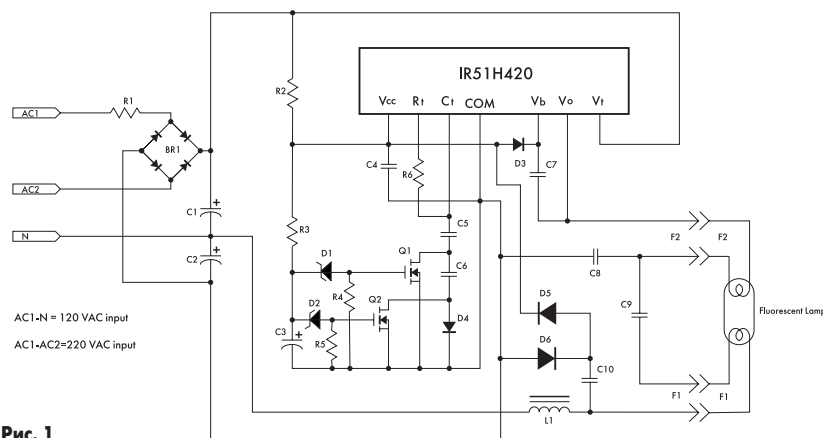 IR51H420
Vcc Rt Ct COM Vb Vo Vt
R1
AC1
BR1
AC2
N
C1
+
C2
+
R2
R3
C4
R6
D3
C7
C5
Q1
D1
C6
R4
Q2
D2
C3
+
R5
D4
C8
F2 F2
C9
D5
D6
C10
Fluorescent Lamp
F1 F1
L1
AC1-N = 120 VAC input
AC1-AC2=220 VAC input
Рис. 1